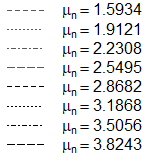 μn = 1.5934
μn = 1.9121
μn = 2.2308
μn = 2.5495
μn = 2.8682
μn = 3.1868
μn = 3.5056
μn = 3.8243